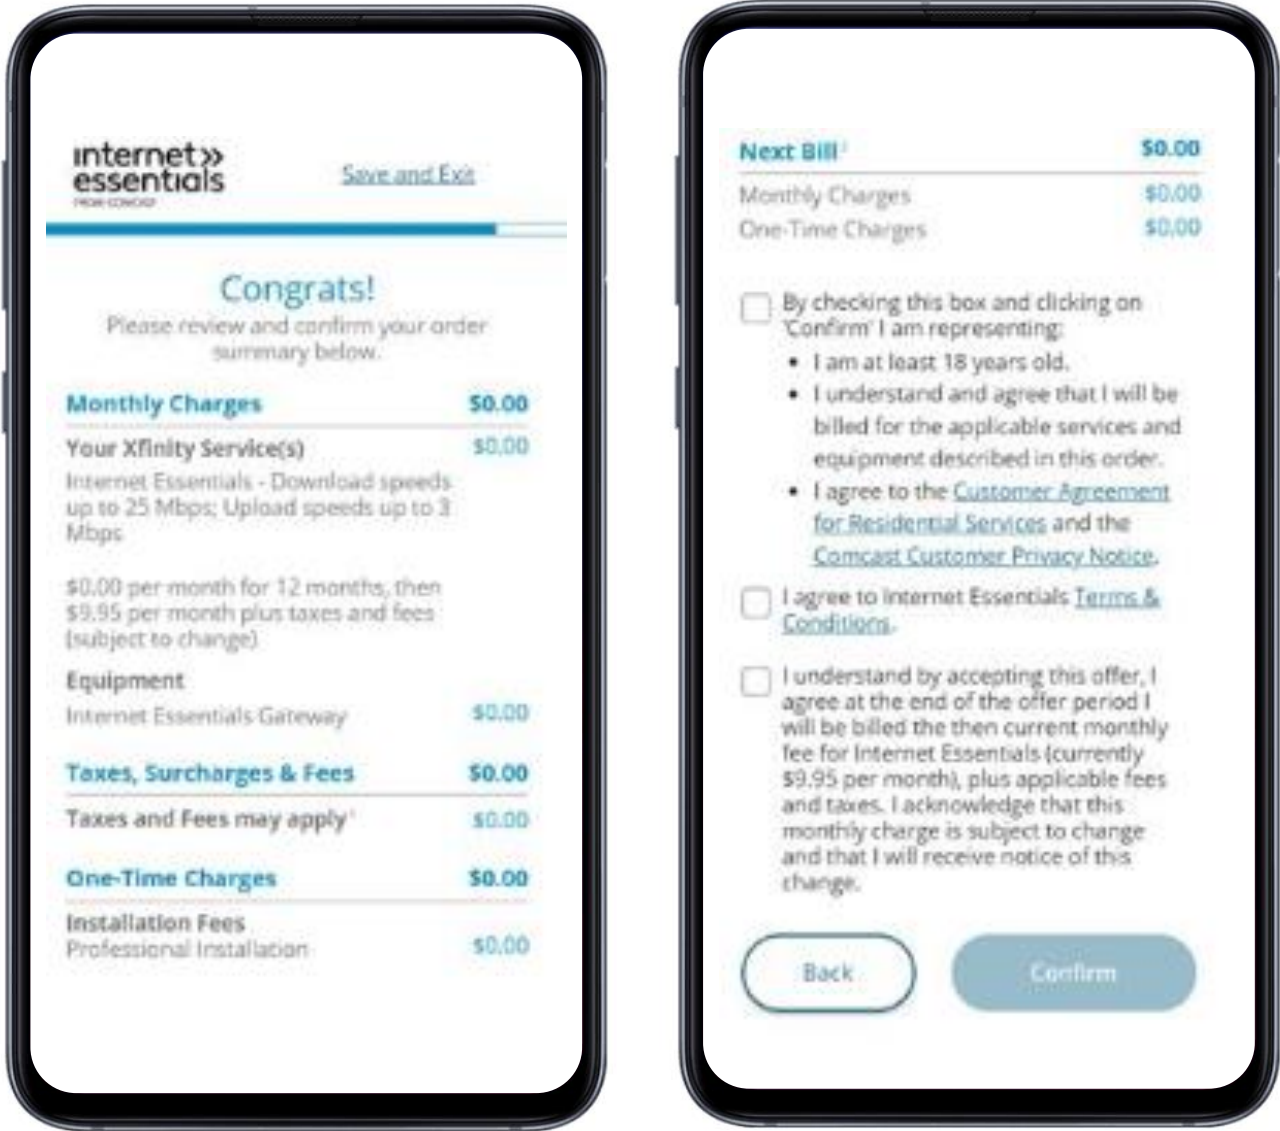 internet»
essentials
FROM COMCAST
Save and Exit
Congrats!
Please review and confirm your order
summary below.
Monthly Charges $0.00
Your Xfinity Service(s) $0.00
Internet Essentials - Download speeds
up to 25 Mbps; Upload speeds up to 3
Mbps
$0.00 per month for 12 months, then
$9.95 per month plus taxes and fees
(subject to change)
Equipment
Internet Essentials Gateway $0.00
Taxes, Surcharges & Fees $0.00
Taxes and Fees may apply $0.00
One-Time Charges $0.00
Installation Fees
Professional Installation $0.00
Next Bill $0.00
Monthly Charges $0.00
One-Time Charges $0.00
By checking this box and clicking on
'Confirm' I am representing:
• I am at least 18 years old.
• I understand and agree that I will be
billed for the applicable services and
equipment described in this order.
• I agree to the Customer Agreement
for Residential Services and the
Comcast Customer Privacy Notice.
I agree to Internet Essentials Terms &
Conditions.
I understand by accepting this offer, I
agree at the end of the offer period I
will be billed the then current monthly
fee for Internet Essentials (currently
$9.95 per month), plus applicable fees
and taxes. I acknowledge that this
monthly charge is subject to change
and that I will receive notice of this
change.
Back
Confirm